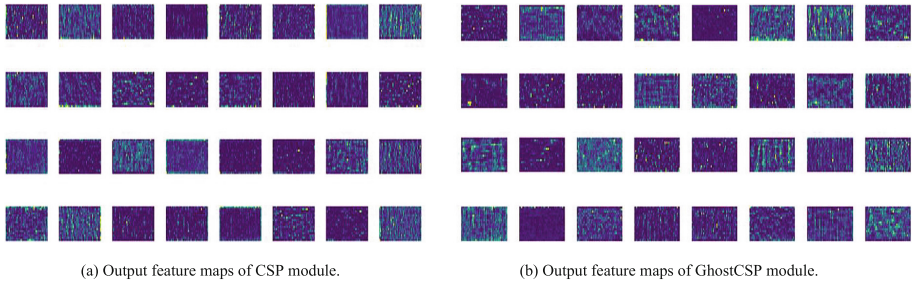 (a) Output feature maps of CSP module.
(b) Output feature maps of GhostCSP module.